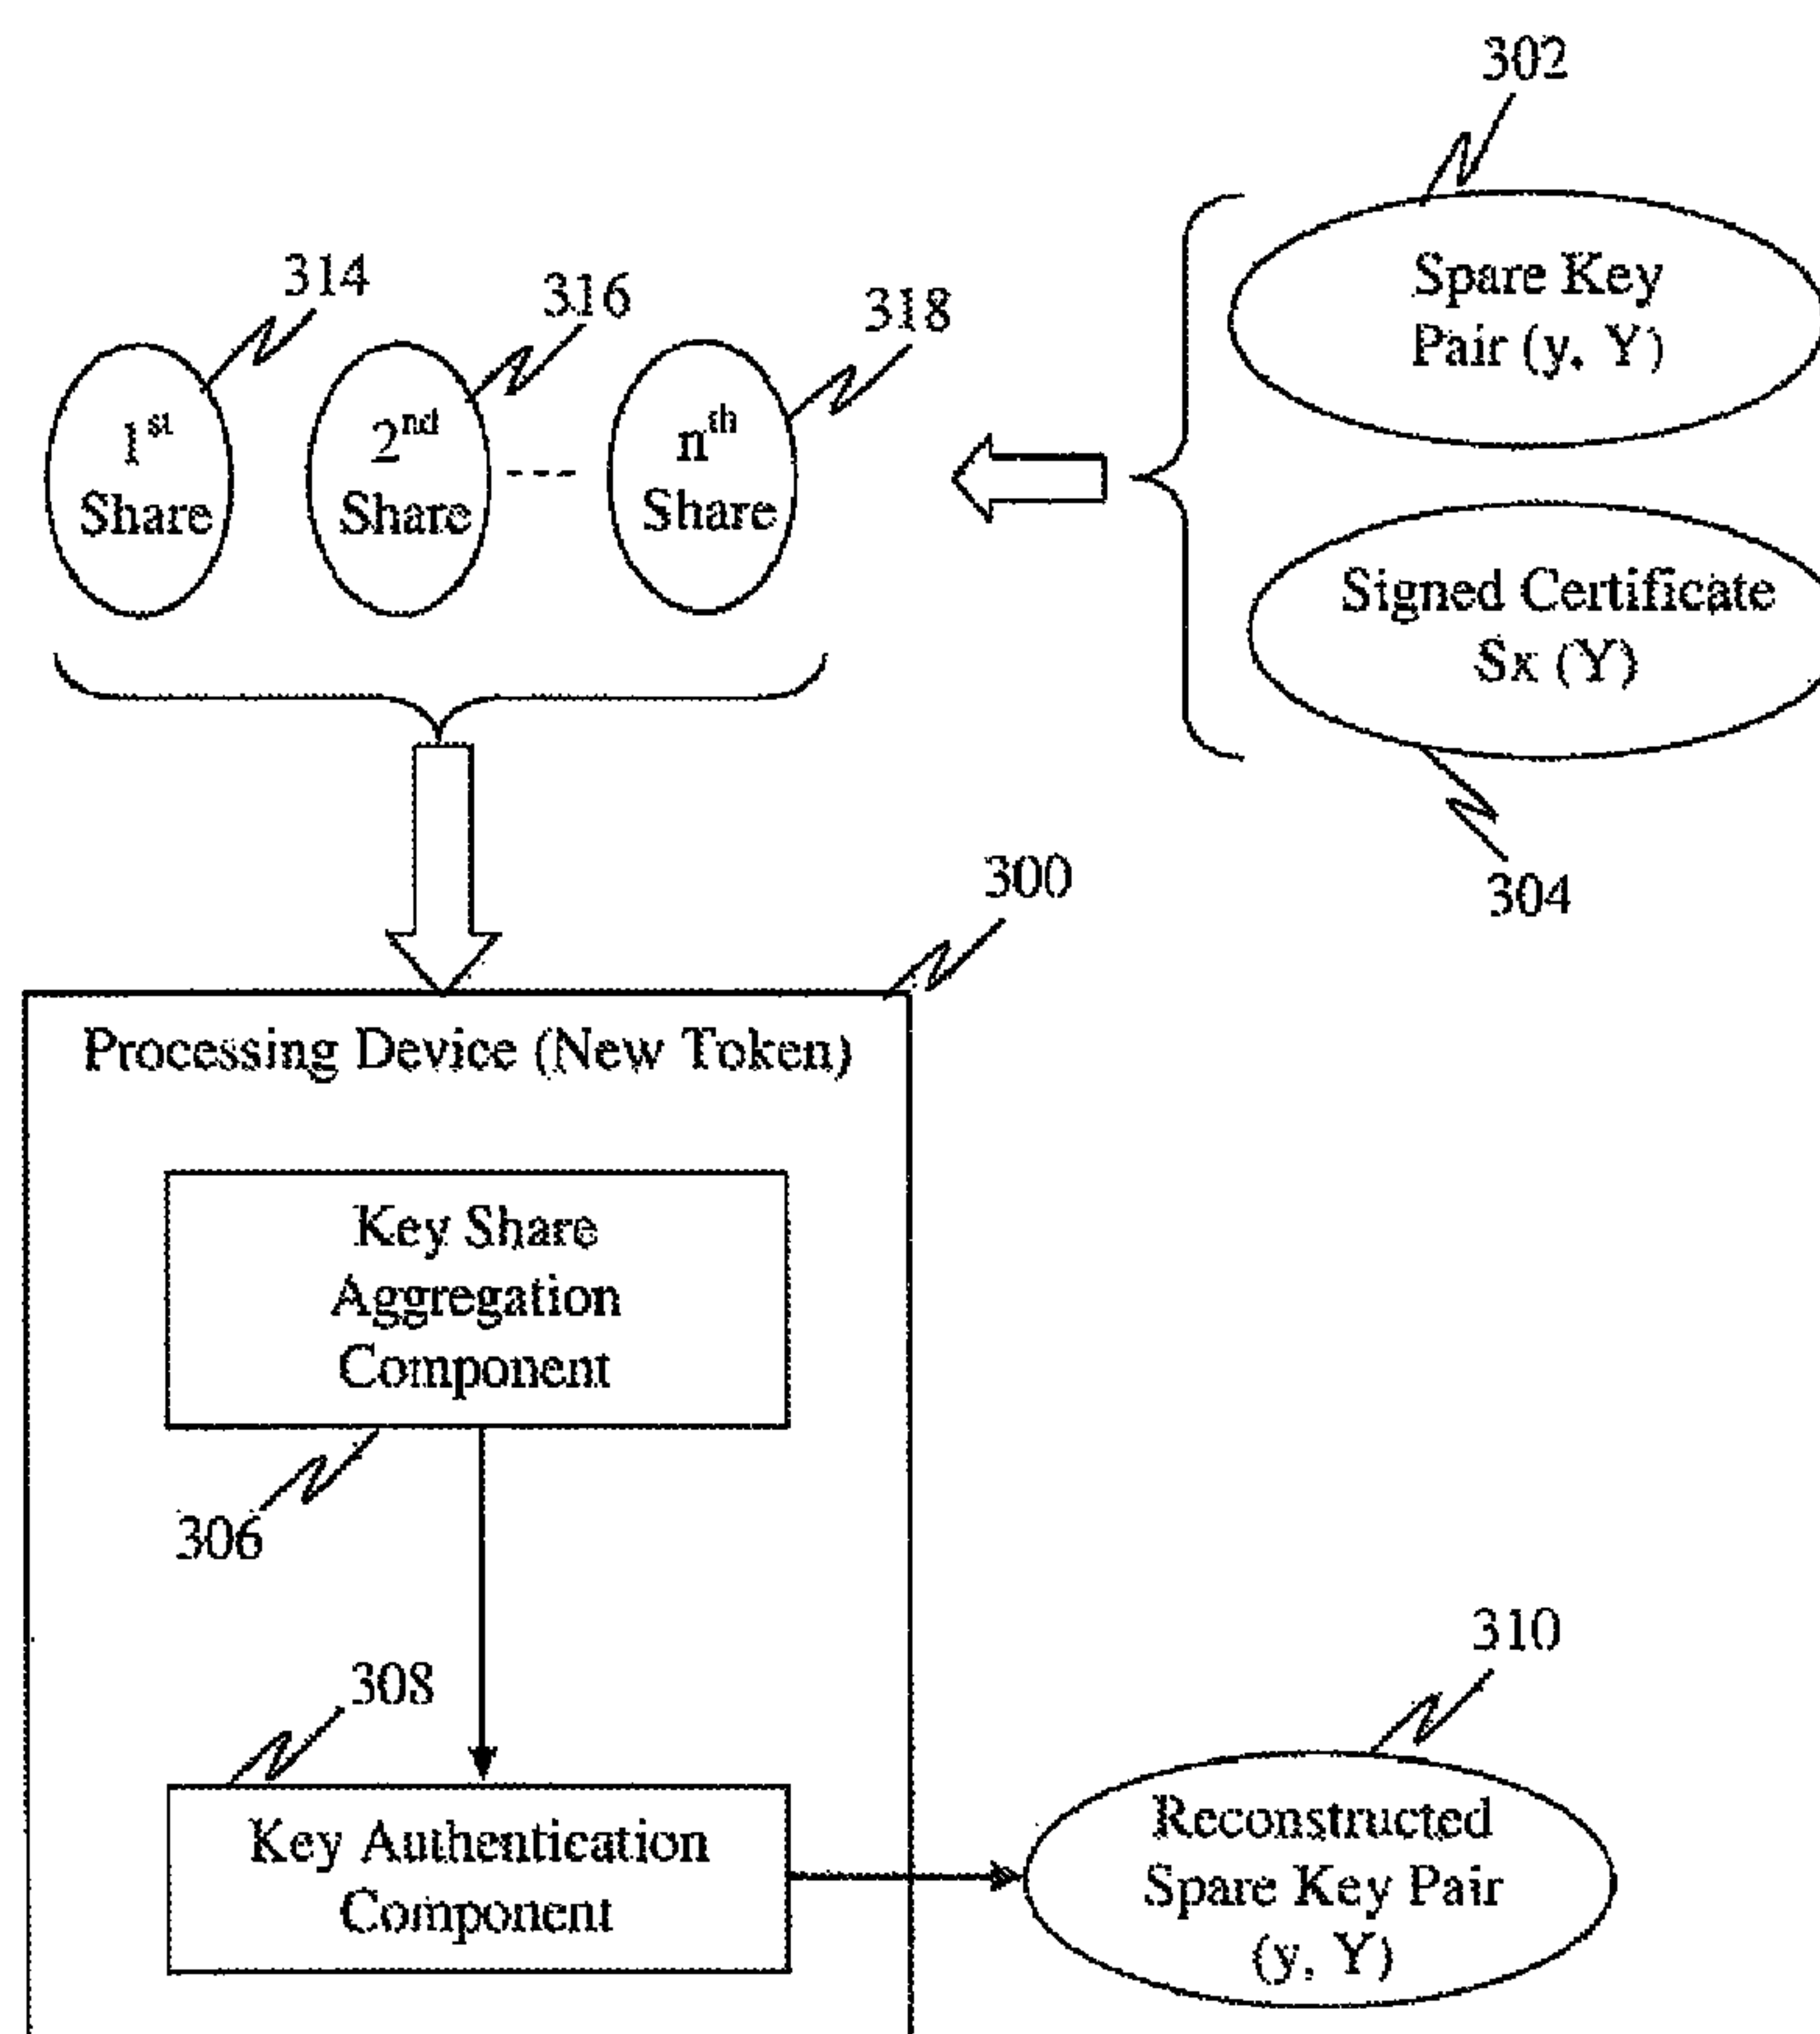 302
Spare Key
Pair (y, Y)
314
316
318
1st
Share
2nd
Share
---
nth
Share
Signed Certificate
Sx (Y)
304
300
Processing Device (New Token)
Key Share
Aggregation
Component
306
308
Key Authentication
Component
310
Reconstructed
Spare Key Pair
(y, Y)